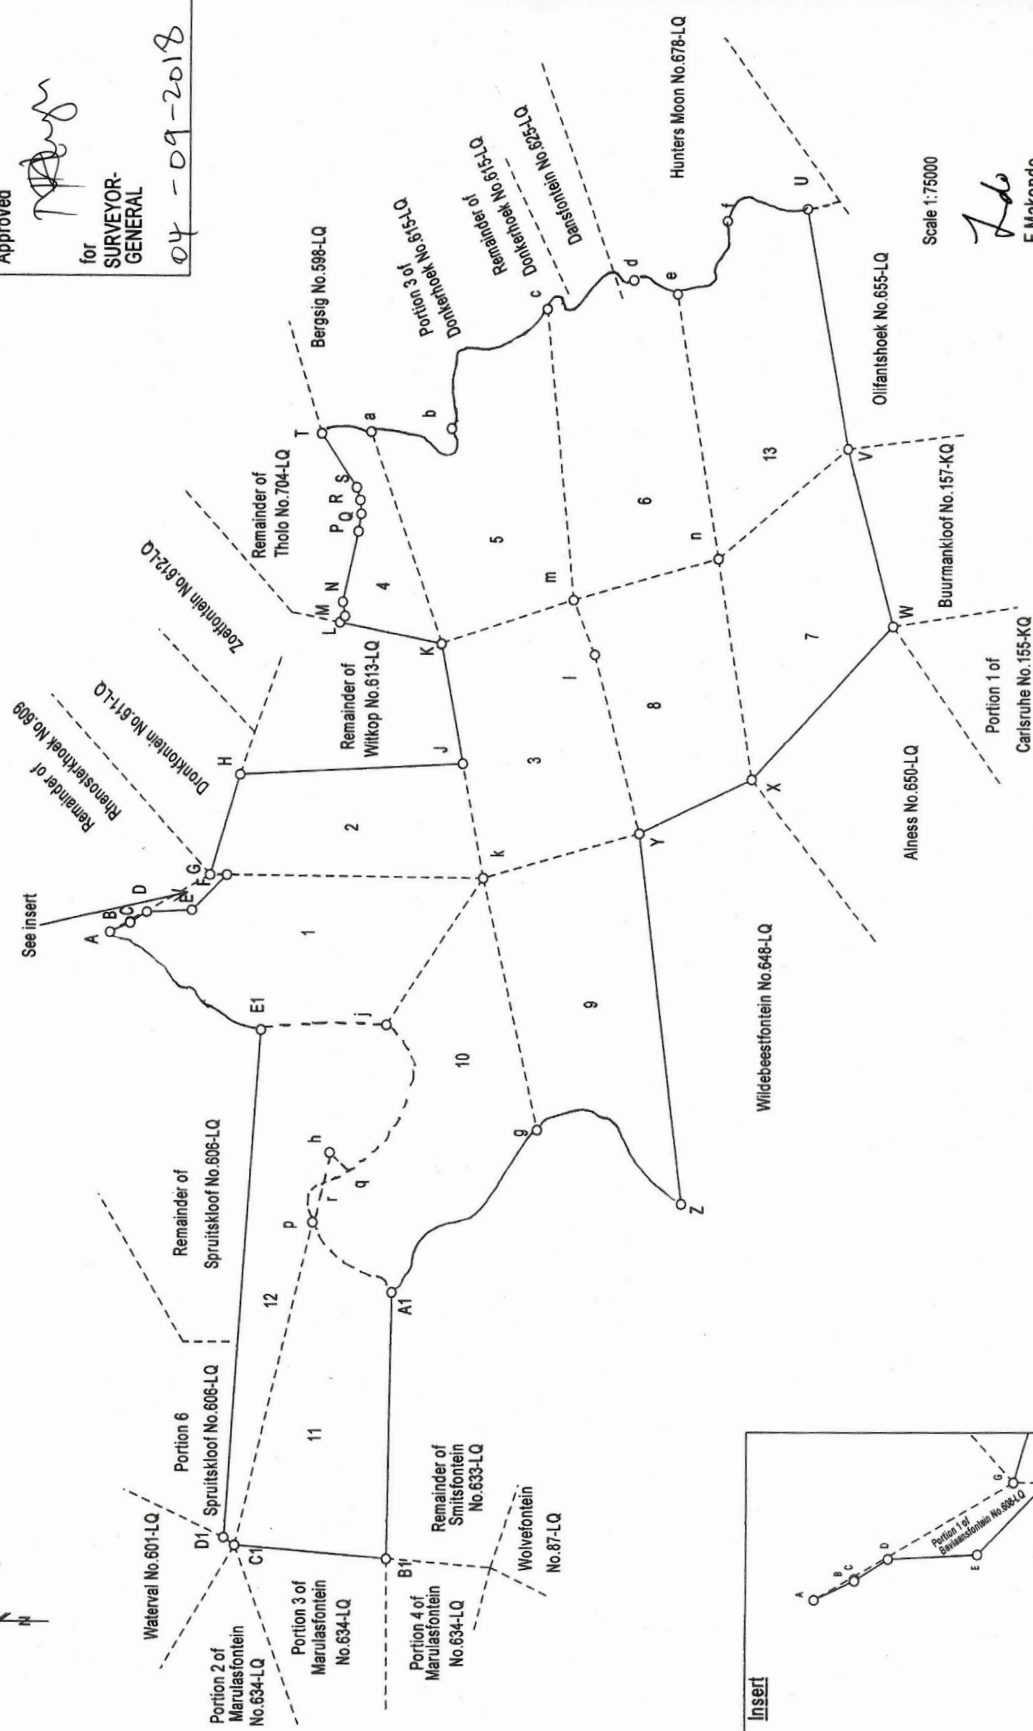 Approved
for
SURVEYOR-
GENERAL
04-09-2018
N
See insert
Remainder of
Rhenosterkhoek No.609
Dronkfontein No.611-LQ
Zoetfontein No.612-LQ
Remainder of
Tholo No.704-LQ
Bergsig No.598-LQ
Portion 3 of
Donkerhoek No.615-LQ
Remainder of
Donkerhoek No.615-LQ
Dansfontein No.625-LQ
Hunters Moon No.678-LQ
Remainder of
Witkop No.613-LQ
Waterval No.601-LQ
Portion 6
Spruitskloof No.606-LQ
Remainder of
Spruitskloof No.606-LQ
Portion 2 of
Marulasfontein
No.634-LQ
Portion 3 of
Marulasfontein
No.634-LQ
Portion 4 of
Marulasfontein
No.634-LQ
Remainder of
Smitsfontein
No.633-LQ
Wolvefontein
No.87-LQ
Wildebeestfontein No.648-LQ
Alness No.650-LQ
Portion 1 of
Carlsruhe No.155-KQ
Buurmankloof No.157-KQ
Olifantshoek No.655-LQ
Scale 1:75000
F Makondo
A
B
C
D
E
F
G
H
J
K
L
M
N
P
Q
R
S
T
U
V
W
X
Y
Z
A1
B1
C1
D1
E1
a
b
c
d
e
f
g
h
j
k
l
m
n
p
q
r
1
2
3
4
5
6
7
8
9
10
11
12
13
Insert
A
B
C
D
E
G
Portion 1 of
Baviaansfontein No.608-LQ